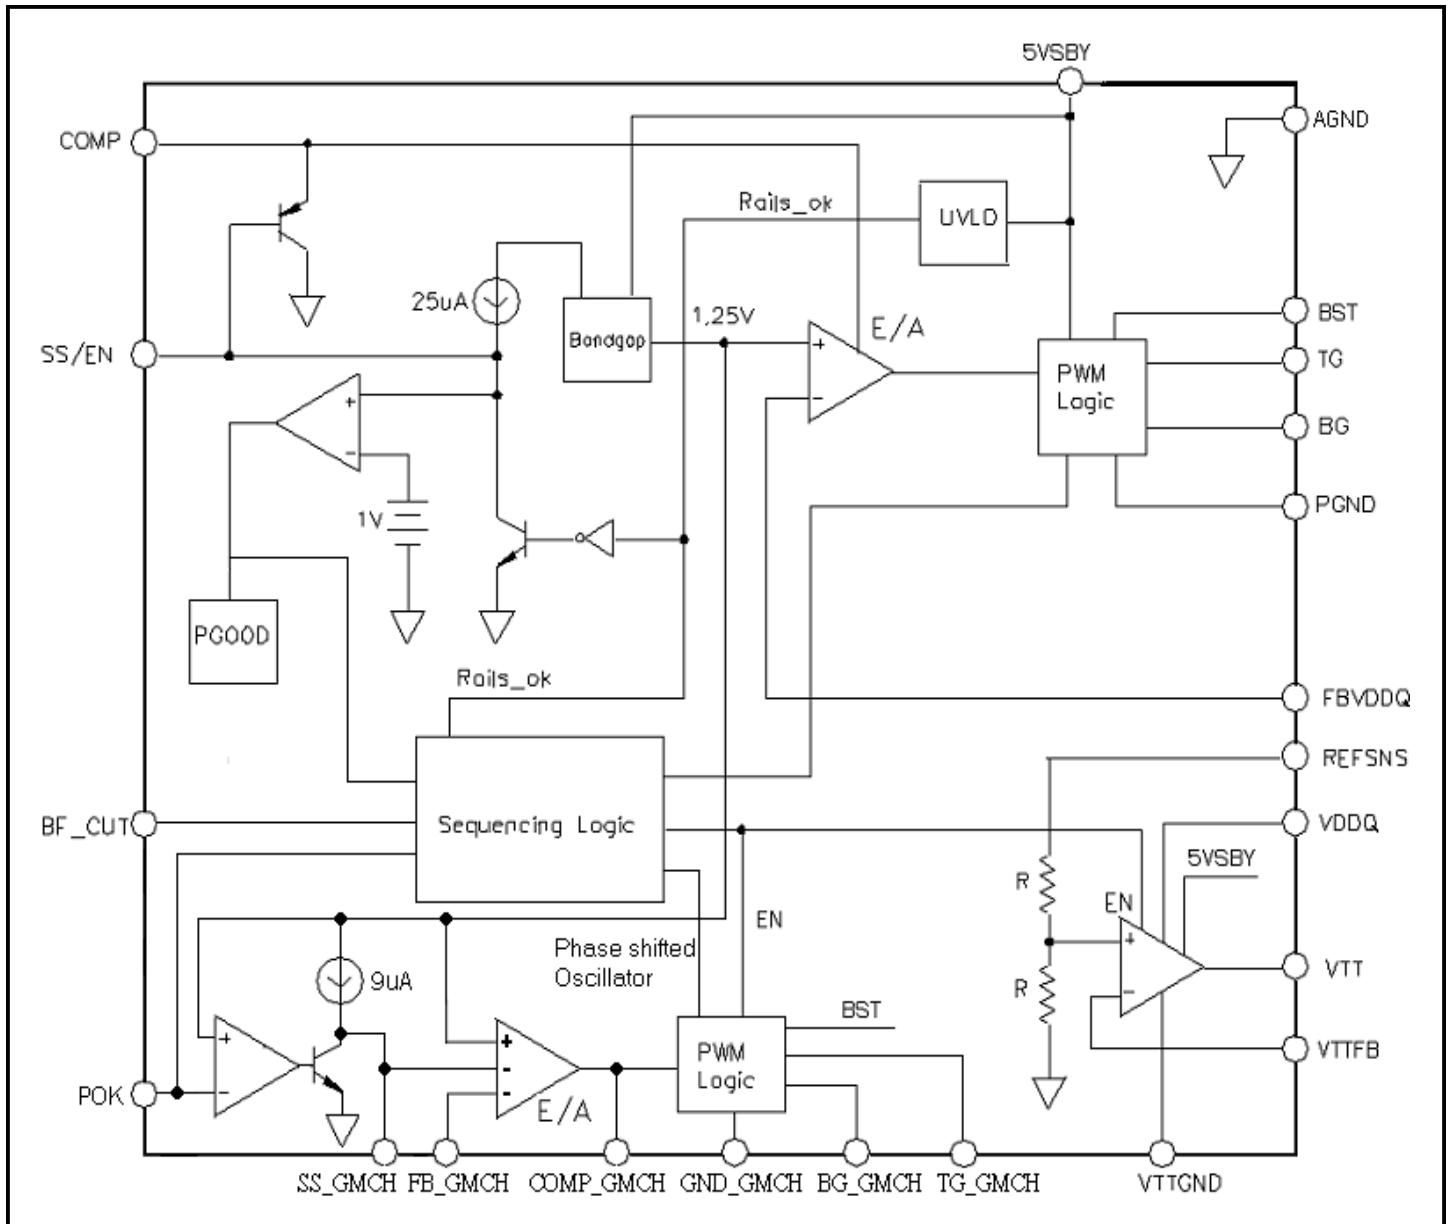 5VSBY
COMP
AGND
Rails_ok
UVLO
25uA
Bandgap
1,25V
E/A
BST
SS/EN
TG
PWM
Logic
+
-
+
-
BG
1V
PGND
PGOOD
Rails_ok
FBVDDQ
REFSNS
BF_CUT
Sequencing Logic
VDDQ
5VSBY
R
EN
EN
Phase shifted
Oscillator
9uA
+
-
VTT
R
BST
+
-
+
-
-
E/A
PWM
Logic
VTTFB
POK
SS_GMCH FB_GMCH COMP_GMCH GND_GMCH BG_GMCH TG_GMCH VTTGND